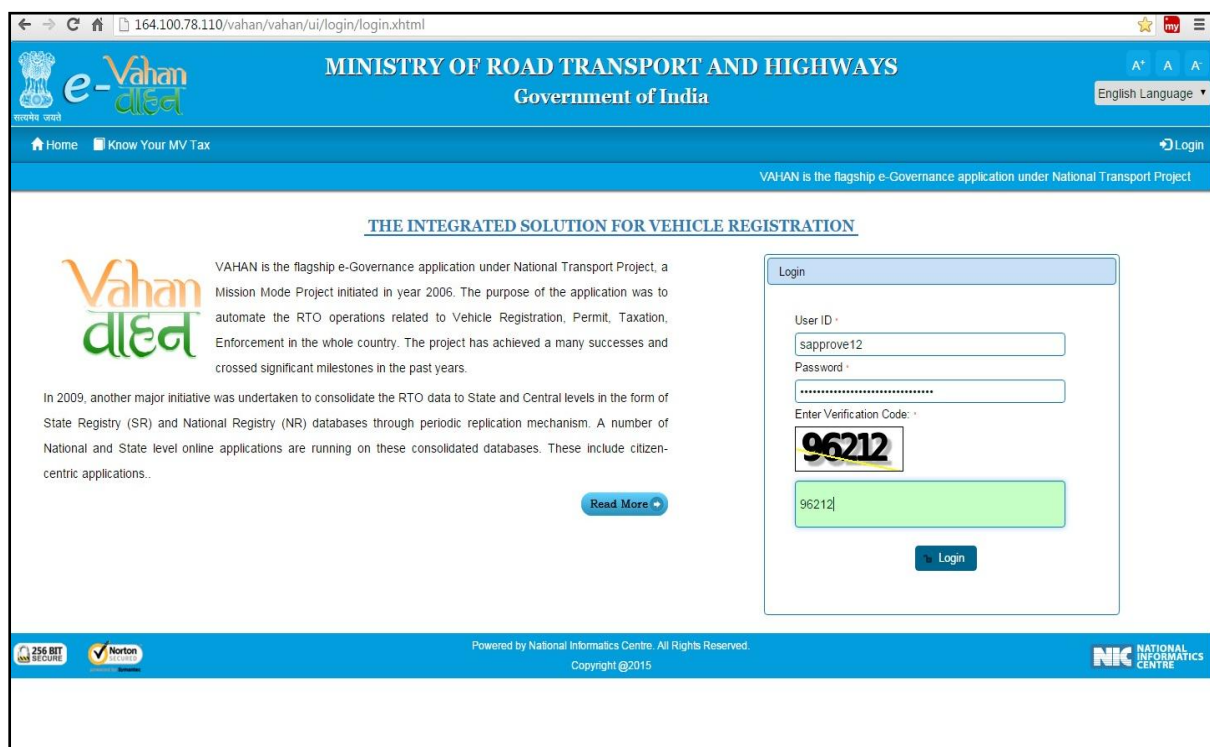 164.100.78.110/vahan/vahan/ui/login/login.xhtml
my
सत्यमेव जयते
e-Vahan
वाहन
MINISTRY OF ROAD TRANSPORT AND HIGHWAYS
Government of India
A+ A A-
English Language
Home Know Your MV Tax
Login
VAHAN is the flagship e-Governance application under National Transport Project
THE INTEGRATED SOLUTION FOR VEHICLE REGISTRATION
Vahan
वाहन
VAHAN is the flagship e-Governance application under National Transport Project, a
Mission Mode Project initiated in year 2006. The purpose of the application was to
automate the RTO operations related to Vehicle Registration, Permit, Taxation,
Enforcement in the whole country. The project has achieved a many successes and
crossed significant milestones in the past years.
In 2009, another major initiative was undertaken to consolidate the RTO data to State and Central levels in the form of
State Registry (SR) and National Registry (NR) databases through periodic replication mechanism. A number of
National and State level online applications are running on these consolidated databases. These include citizen-
centric applications..
Read More
Login
User ID
sapprove12
Password
Enter Verification Code:
96212
96212
Login
256 BIT
SECURE
Norton
SECURED
Powered by National Informatics Centre. All Rights Reserved.
Copyright @2015
NIC NATIONAL
INFORMATICS
CENTRE